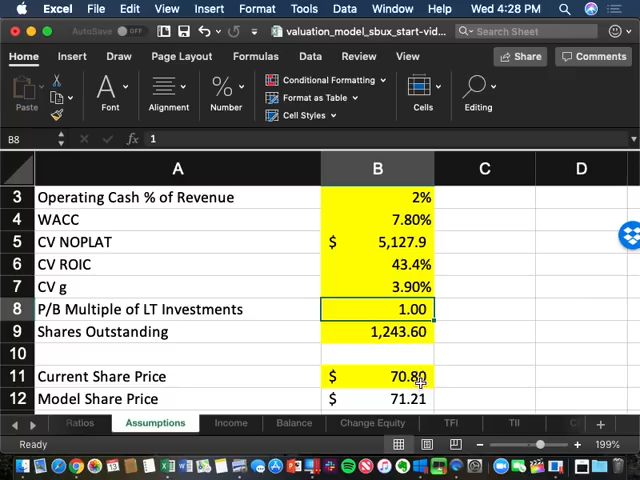 Excel File Edit View Insert Format Tools Data Window Help Wed 4:28 PM
AutoSave OFF valuation_model_sbux_start-vid... Search Sheet
Home Insert Draw Page Layout Formulas Data Review View Share Comments
Paste Font Alignment % Number Conditional Formatting Format as Table Cell Styles Cells Editing
B8 fx 1
A B C D
3 Operating Cash % of Revenue 2%
4 WACC 7.80%
5 CV NOPLAT $ 5,127.9
6 CV ROIC 43.4%
7 CV g 3.90%
8 P/B Multiple of LT Investments 1.00
9 Shares Outstanding 1,243.60
10
11 Current Share Price $ 70.80
12 Model Share Price $ 71.21
Ratios Assumptions Income Balance Change Equity TFI TII
Ready 199%